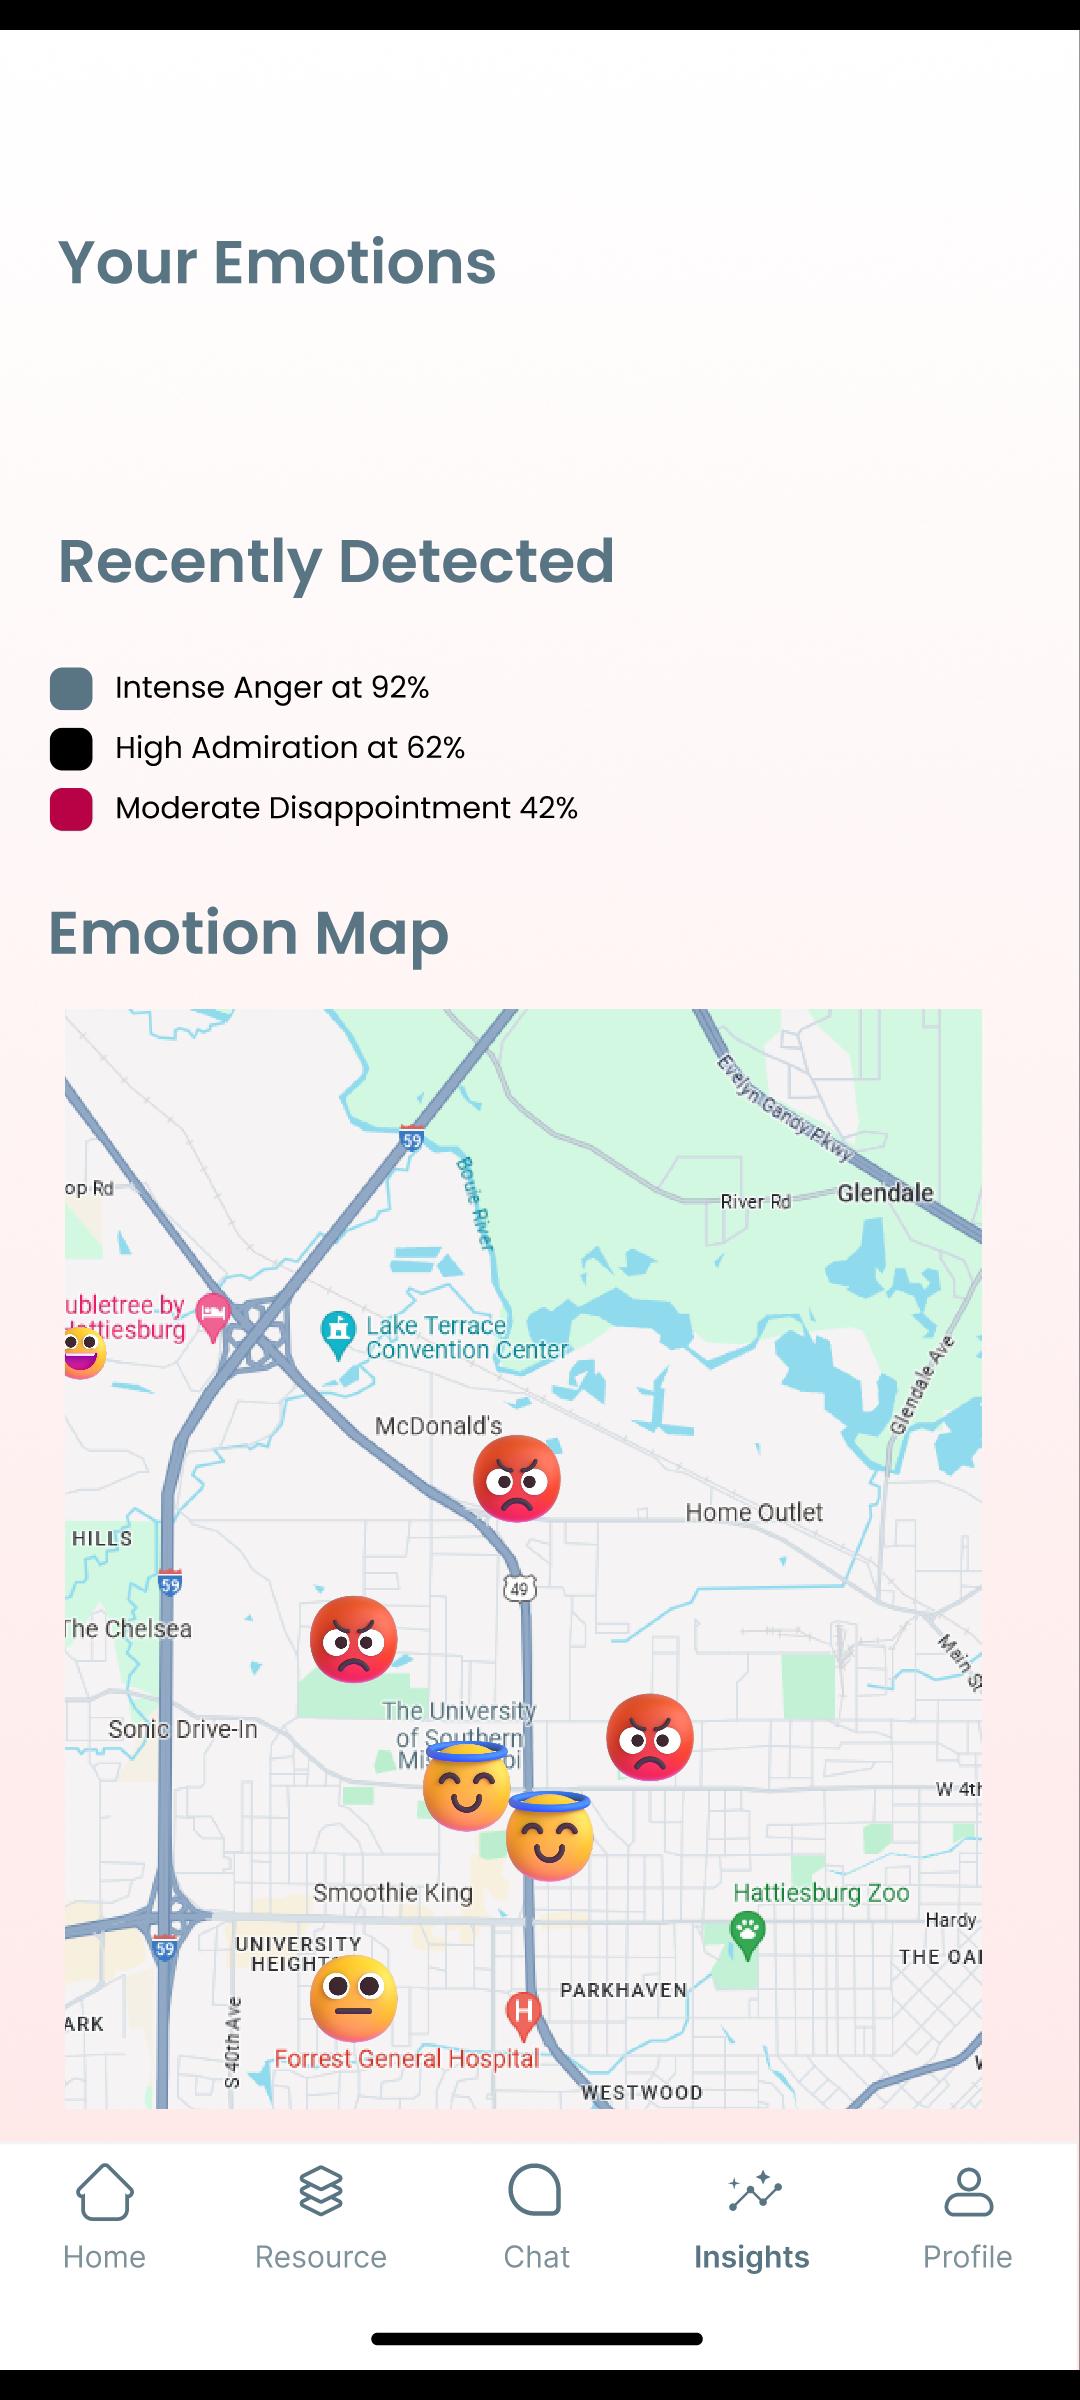 Your Emotions
Recently Detected
Intense Anger at 92%
High Admiration at 62%
Moderate Disappointment 42%
Emotion Map
59
Evelyn Gandy Pkwy
Bouie River
op Rd
River Rd
Glendale
ubletree by
Hattiesburg
Lake Terrace
Convention Center
Glendale Ave
McDonald's
Home Outlet
HILLS
59
49
The Chelsea
Main St
The University
of Southern
Sonic Drive-In
W 4th
Smoothie King
Hattiesburg Zoo
Hardy
59
UNIVERSITY
HEIGHTS
THE OA
PARKHAVEN
H
ARK
S 40th Ave
Forrest General Hospital
WESTWOOD
Home
Resource
Chat
Insights
Profile